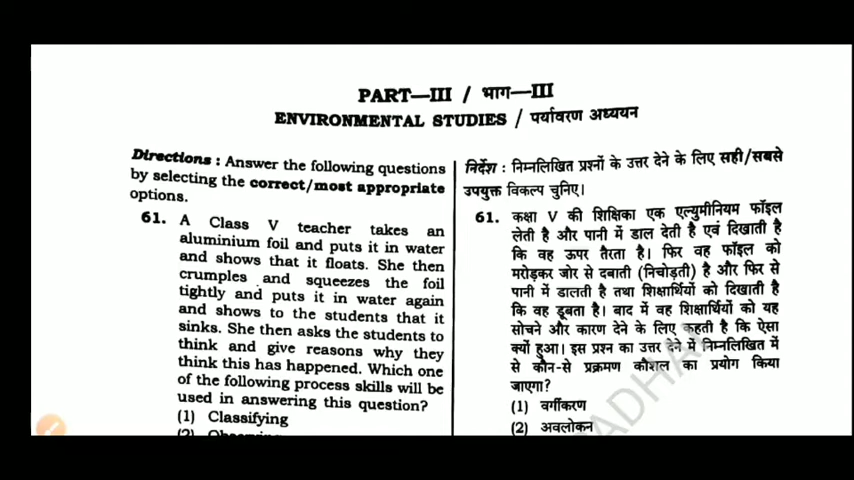 PART—III / भाग—III
ENVIRONMENTAL STUDIES / पर्यावरण अध्ययन
Directions : Answer the following questions
by selecting the correct/most appropriate
options.
61. A Class V teacher takes an
aluminium foil and puts it in water
and shows that it floats. She then
crumples and squeezes the foil
tightly and puts it in water again
and shows to the students that it
sinks. She then asks the students to
think and give reasons why they
think this has happened. Which one
of the following process skills will be
used in answering this question?
(1) Classifying
(2) Observing
निर्देश : निम्नलिखित प्रश्नों के उत्तर देने के लिए सही/सबसे
उपयुक्त विकल्प चुनिए।
61. कक्षा V की शिक्षिका एक एल्युमीनियम फॉइल
लेती है और पानी में डाल देती है एवं दिखाती है
कि वह ऊपर तैरता है। फिर वह फॉइल को
मरोड़कर जोर से दबाती (निचोड़ती) है और फिर से
पानी में डालती है तथा शिक्षार्थियों को दिखाती है
कि वह डूबता है। बाद में वह शिक्षार्थियों को यह
सोचने और कारण देने के लिए कहती है कि ऐसा
क्यों हुआ। इस प्रश्न का उत्तर देने में निम्नलिखित में
से कौन-से प्रक्रमण कौशल का प्रयोग किया
जाएगा?
(1) वर्गीकरण
(2) अवलोकन